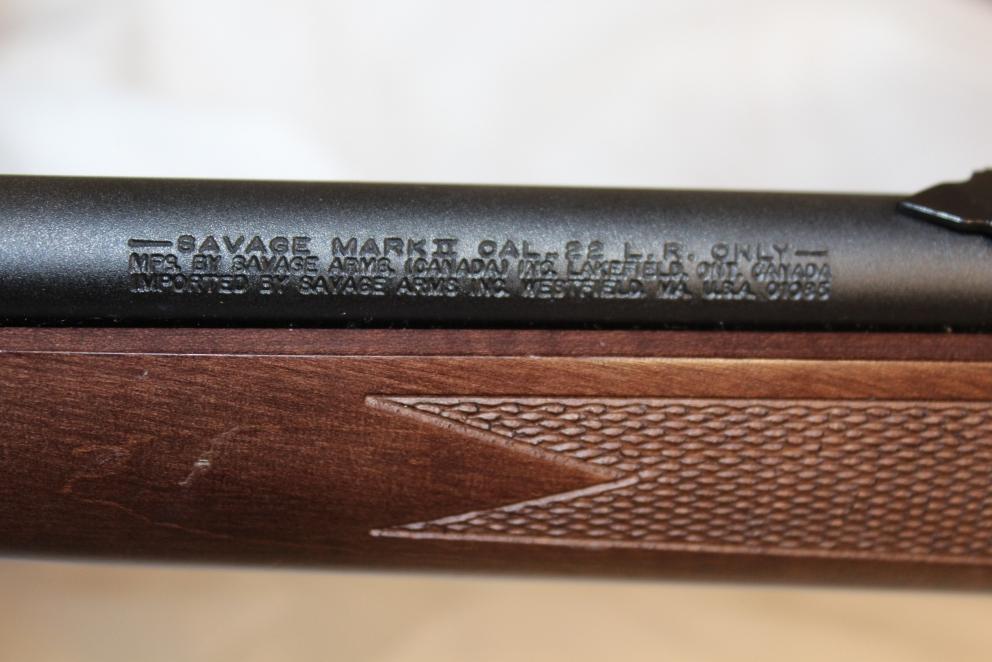 — SAVAGE MARK II CAL. .22 L.R. ONLY —
MFG. BY SAVAGE ARMS. (CANADA) INC. LAKEFIELD. ONT. CANADA
IMPORTED BY SAVAGE ARMS INC. WESTFIELD. MA. U.S.A. 01085